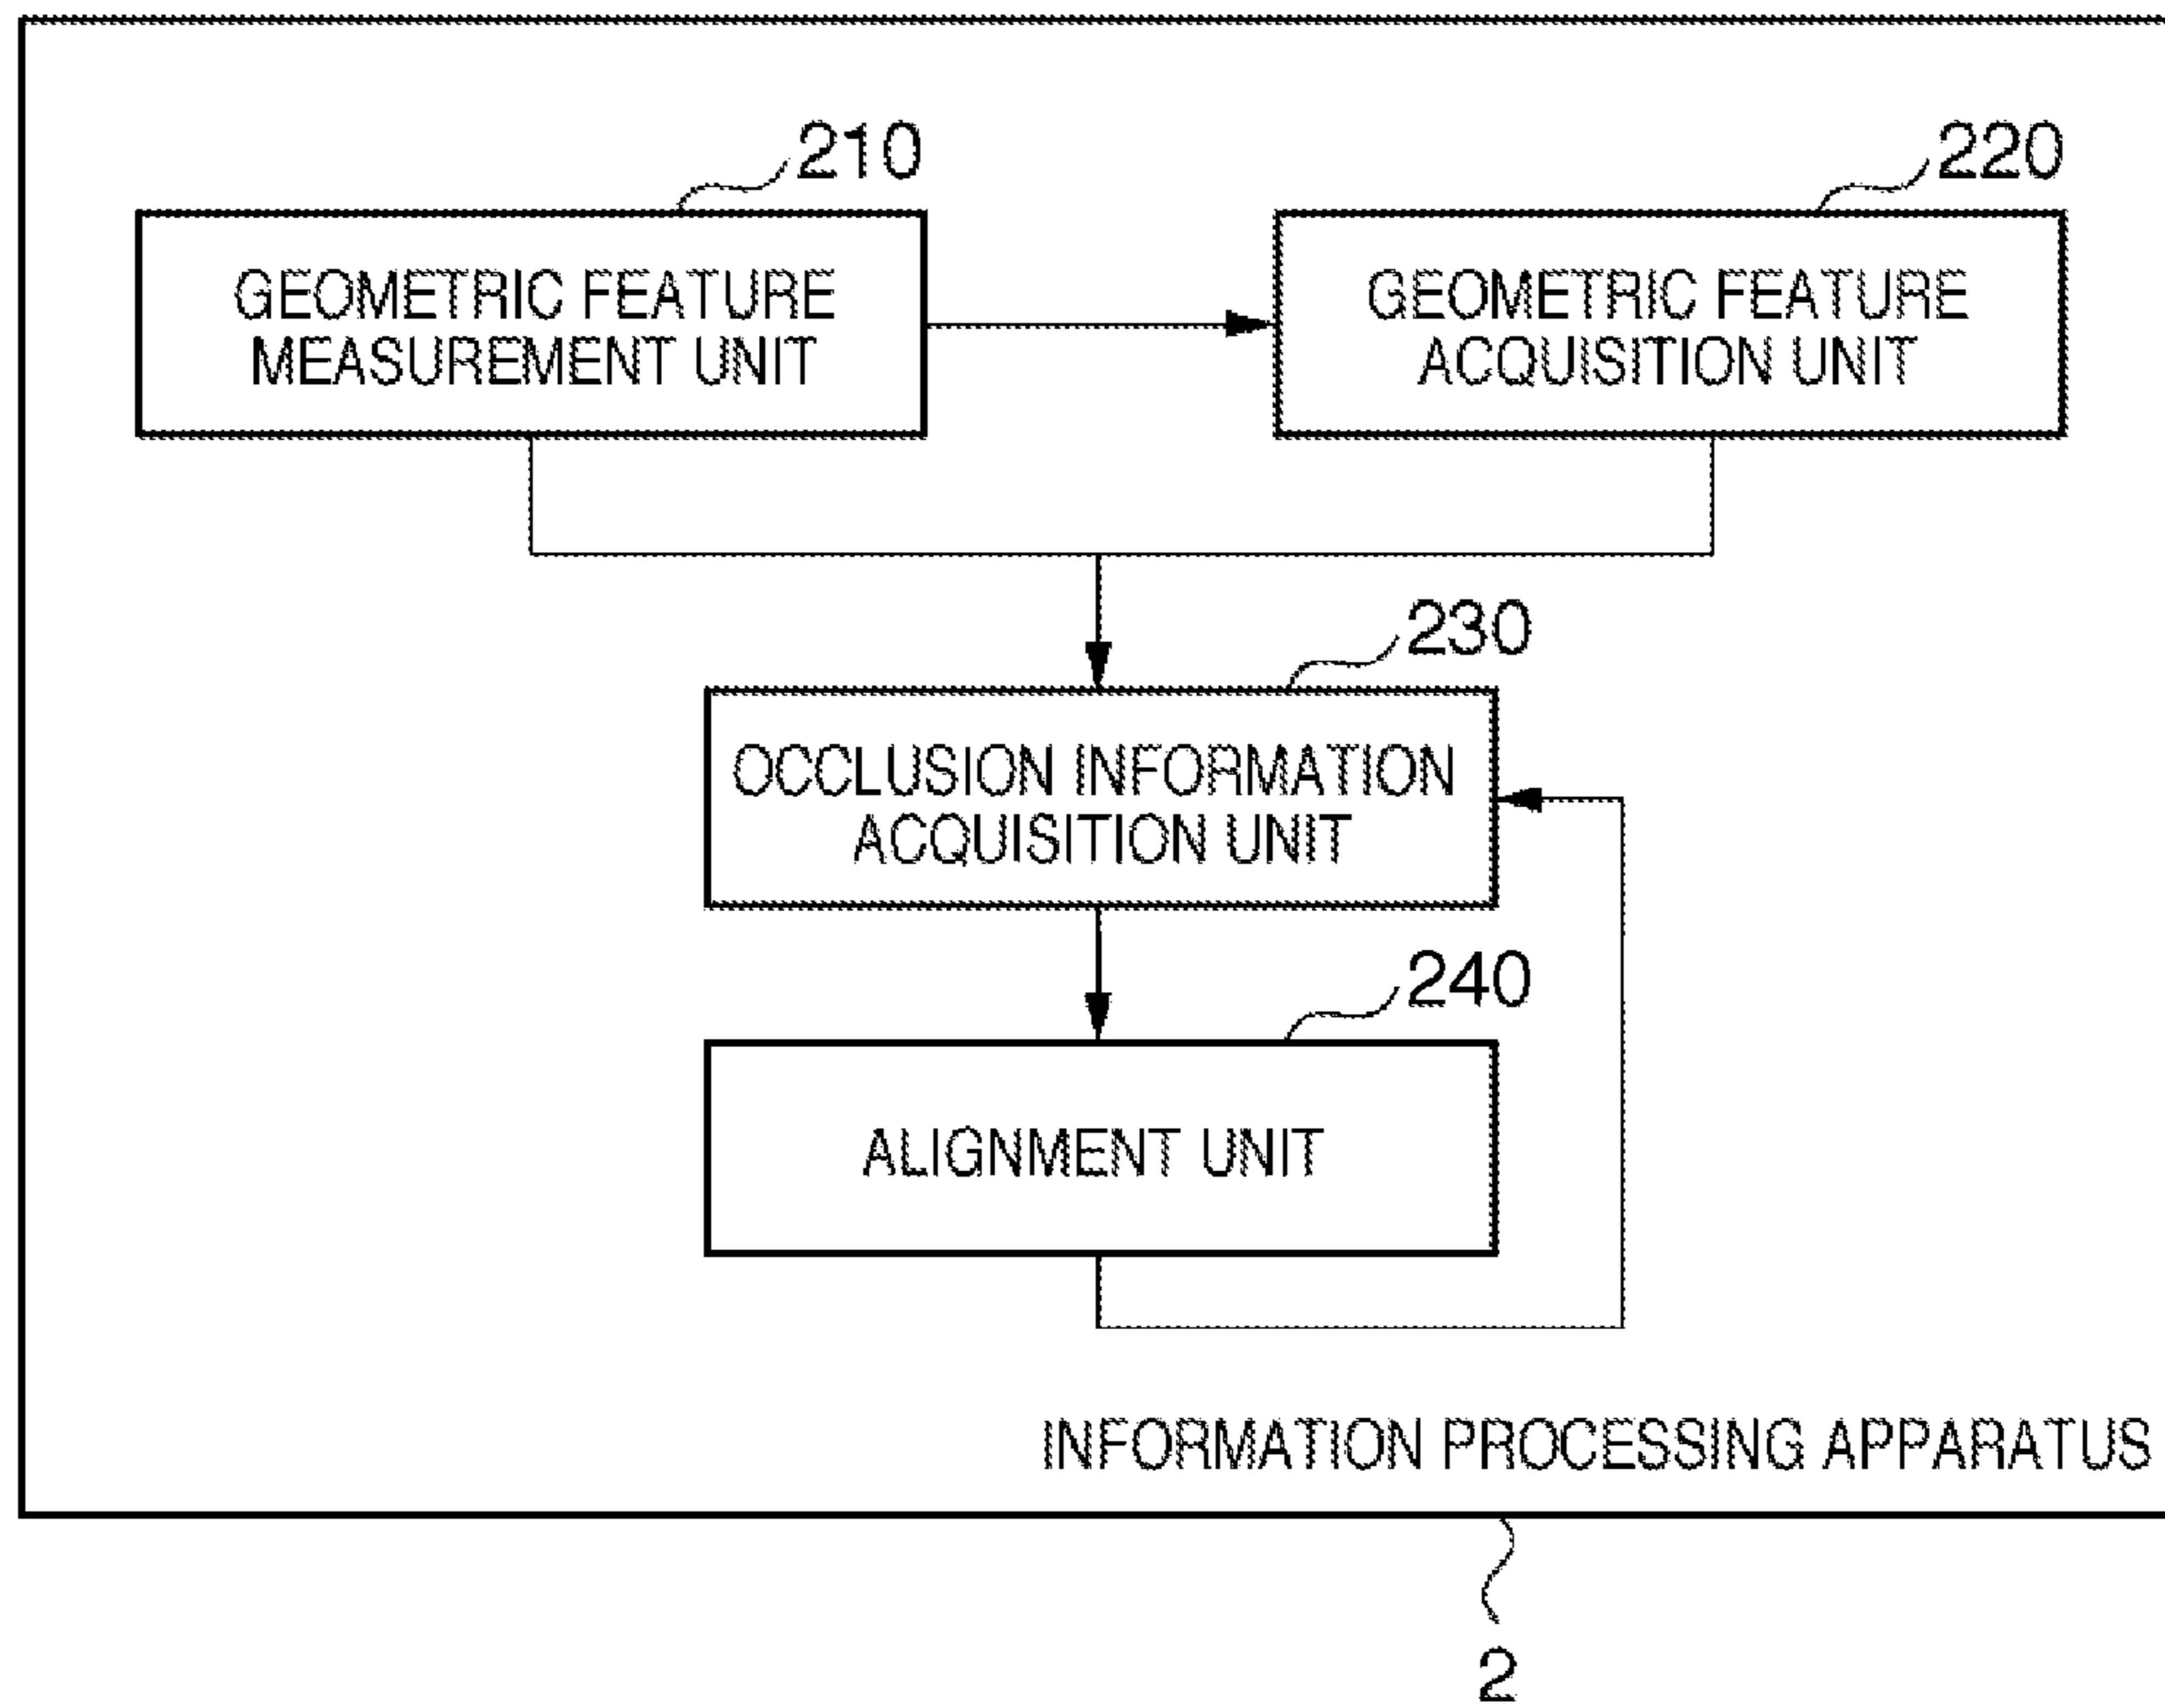 210
220
GEOMETRIC FEATURE
MEASUREMENT UNIT
GEOMETRIC FEATURE
ACQUISITION UNIT
230
OCCLUSION INFORMATION
ACQUISITION UNIT
240
ALIGNMENT UNIT
INFORMATION PROCESSING APPARATUS
2